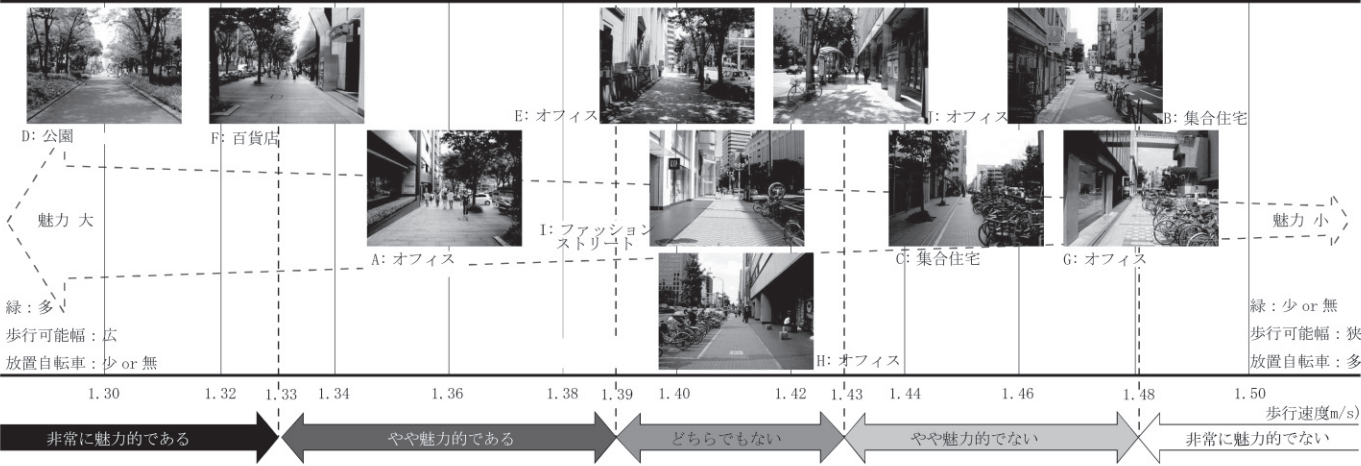 D: 公園
F: 百貨店
E: オフィス
J: オフィス
B: 集合住宅
魅力 大
I: ファッション
ストリート
A: オフィス
C: 集合住宅
G: オフィス
魅力 小
H: オフィス
緑:多
歩行可能幅:広
放置自転車:少 or 無
緑:少 or 無
歩行可能幅:狭
放置自転車:多
1.30 1.32 1.33 1.34 1.36 1.38 1.39 1.40 1.42 1.43 1.44 1.46 1.48 1.50
歩行速度(m/s)
非常に魅力的である やや魅力的である どちらでもない やや魅力的でない 非常に魅力的でない